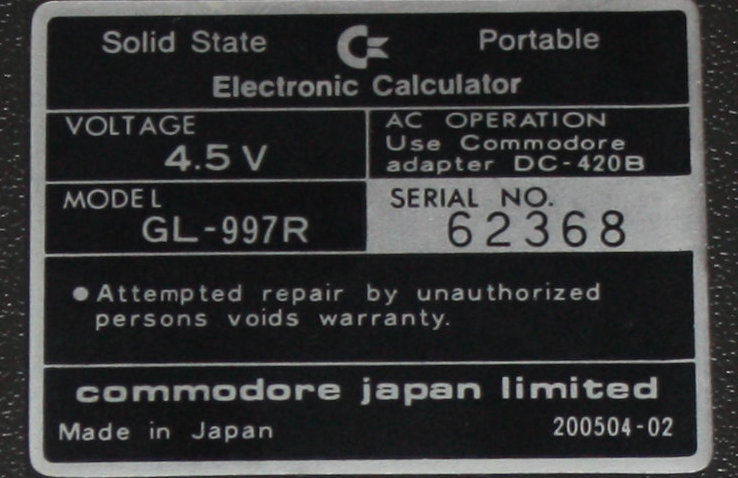 Solid State Portable
Electronic Calculator
VOLTAGE
4.5 V
AC OPERATION
Use Commodore
adapter DC-420B
MODEL
GL-997R
SERIAL NO.
62368
●Attempted repair by unauthorized
persons voids warranty.
commodore japan limited
Made in Japan
200504-02